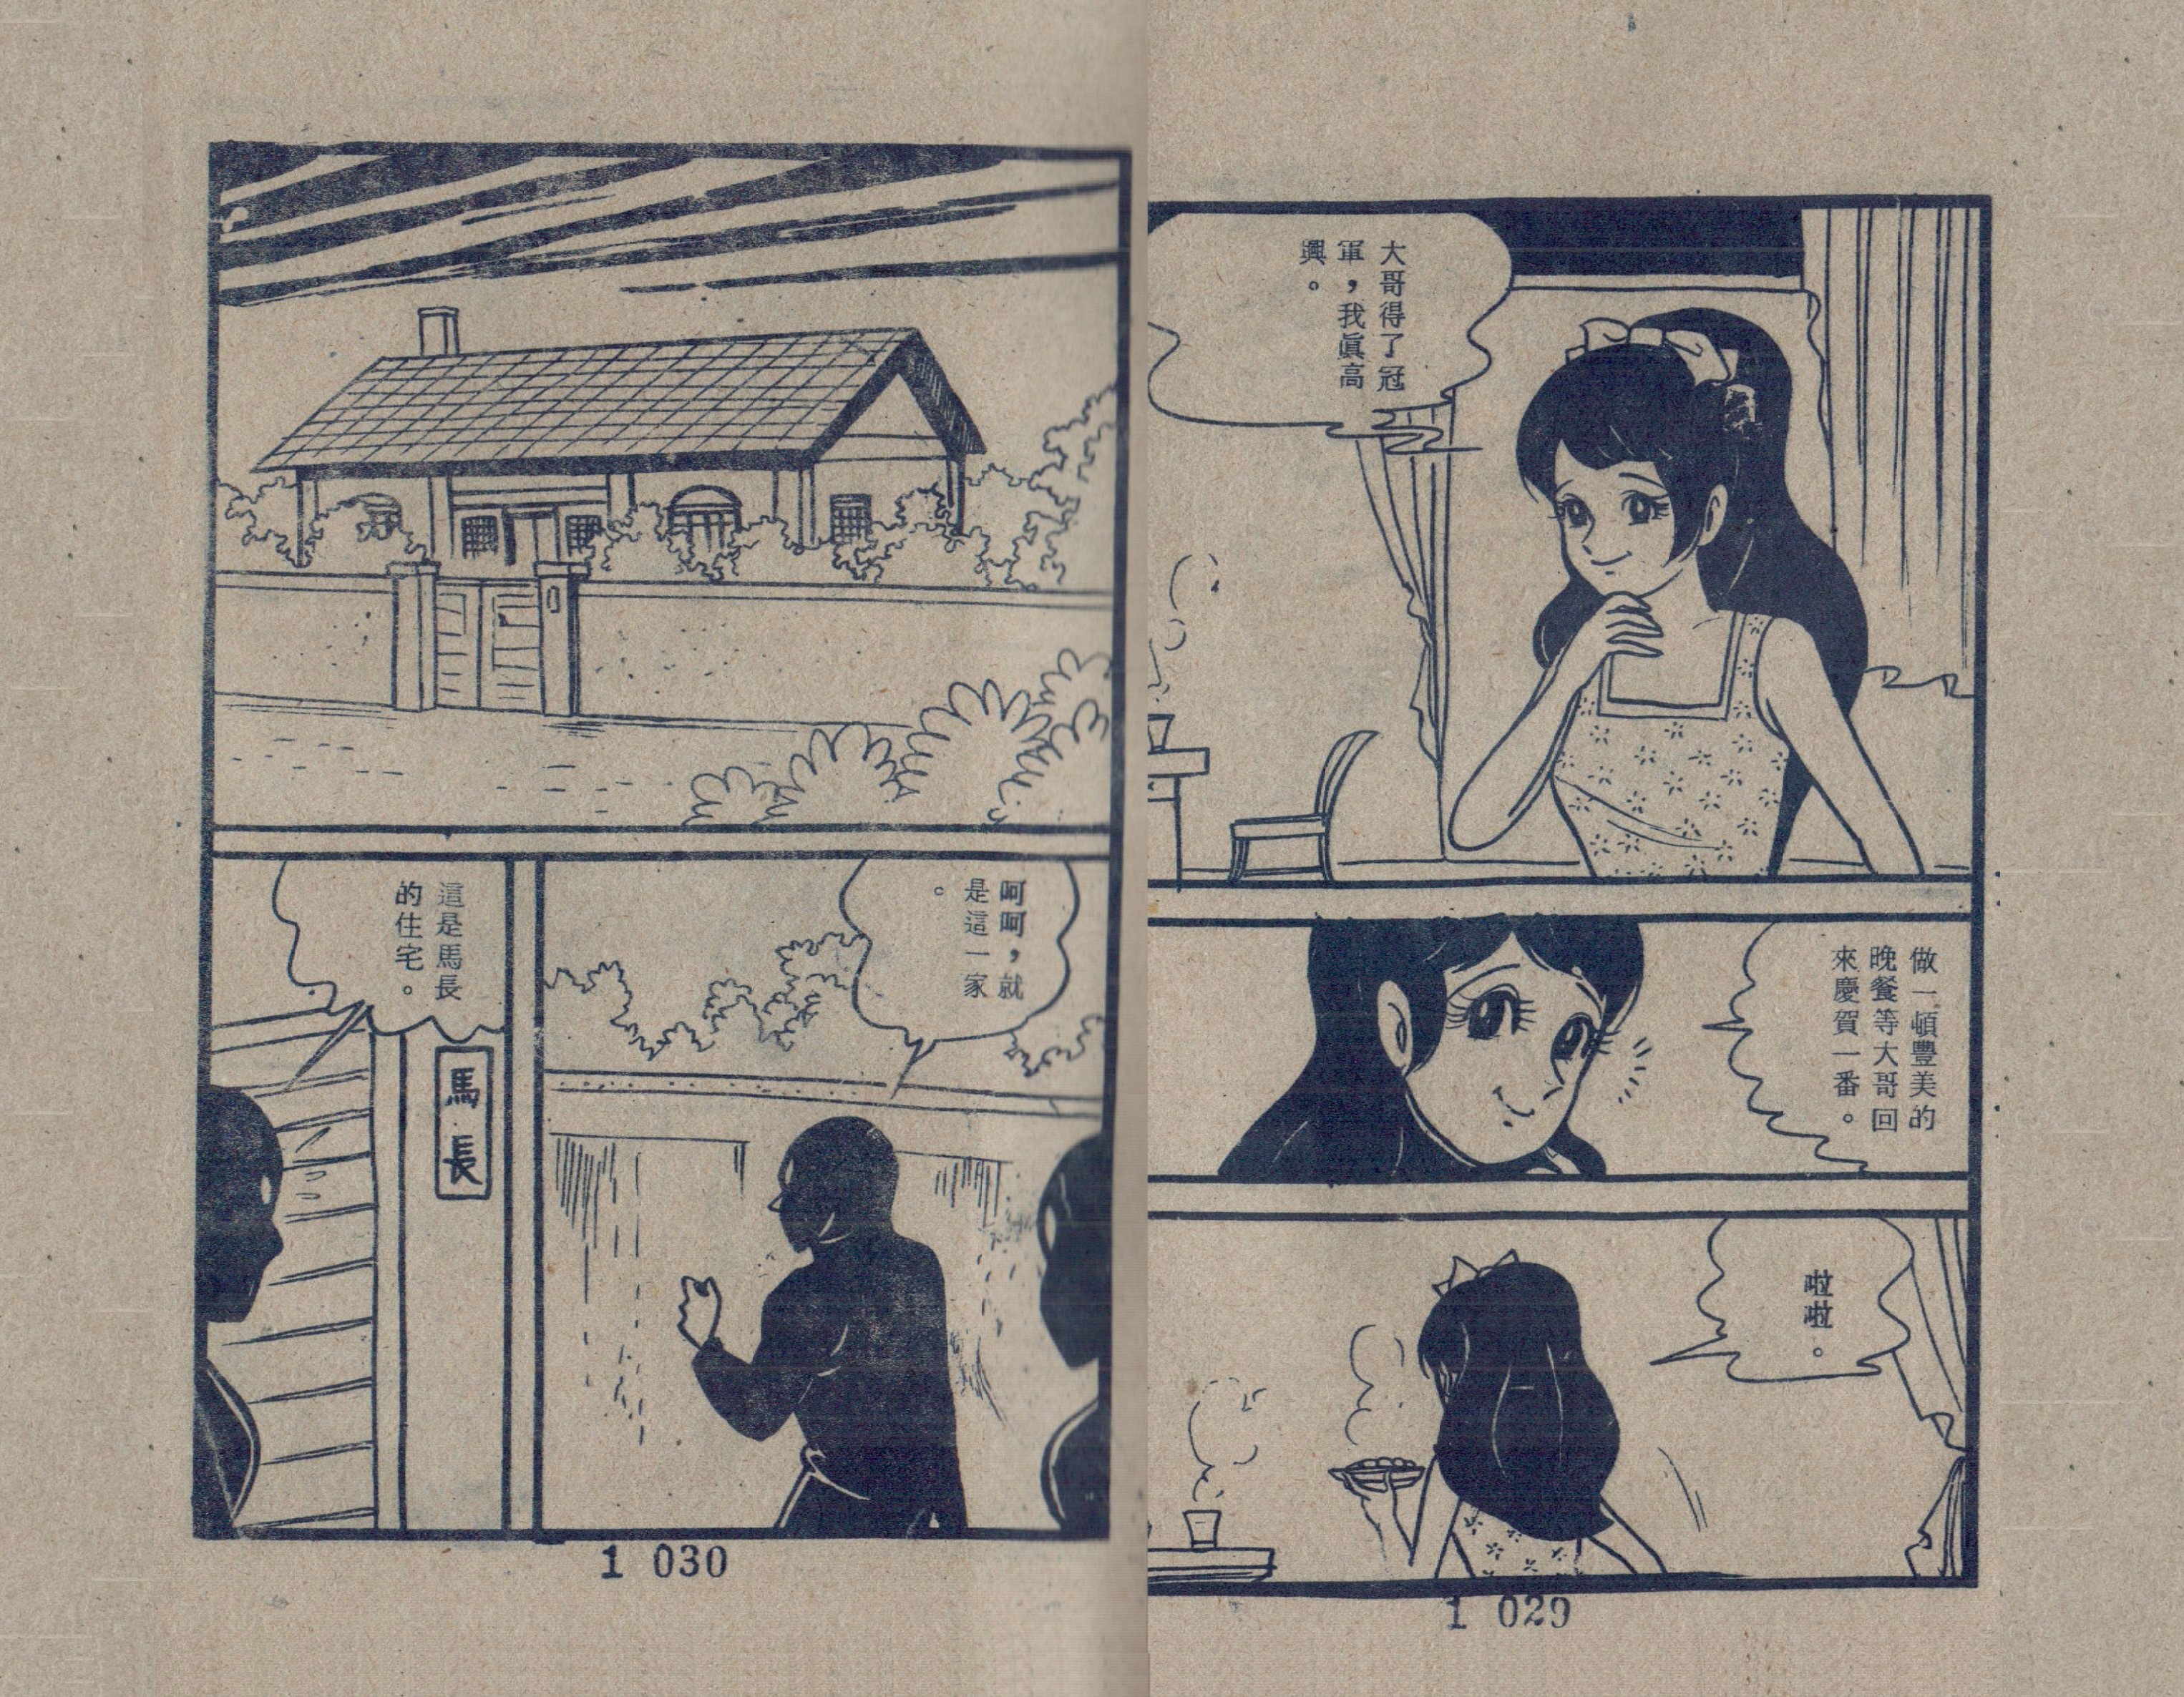 大哥得了冠
軍，我眞高
興。
做一頓豐美的
晚餐等大哥回
來慶賀一番。
啦啦。
1 029
呵呵，就
是這一家
。
這是馬長
的住宅。
馬長
1 030